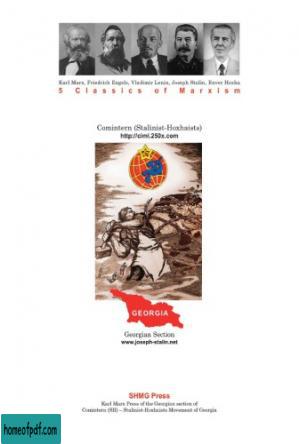 Karl Marx, Friedrich Engels, Vladimir Lenin, Joseph Stalin, Enver Hoxha
5 Classics of Marxism
Comintern (Stalinist-Hoxhaists)
http://ciml.250x.com
GEORGIA
Georgian Section
www.joseph-stalin.net
SHMG Press
Karl Marx Press of the Georgian section of
Comintern (SH) – Stalinist-Hoxhaists Movement of Georgia
homeofpdf.com